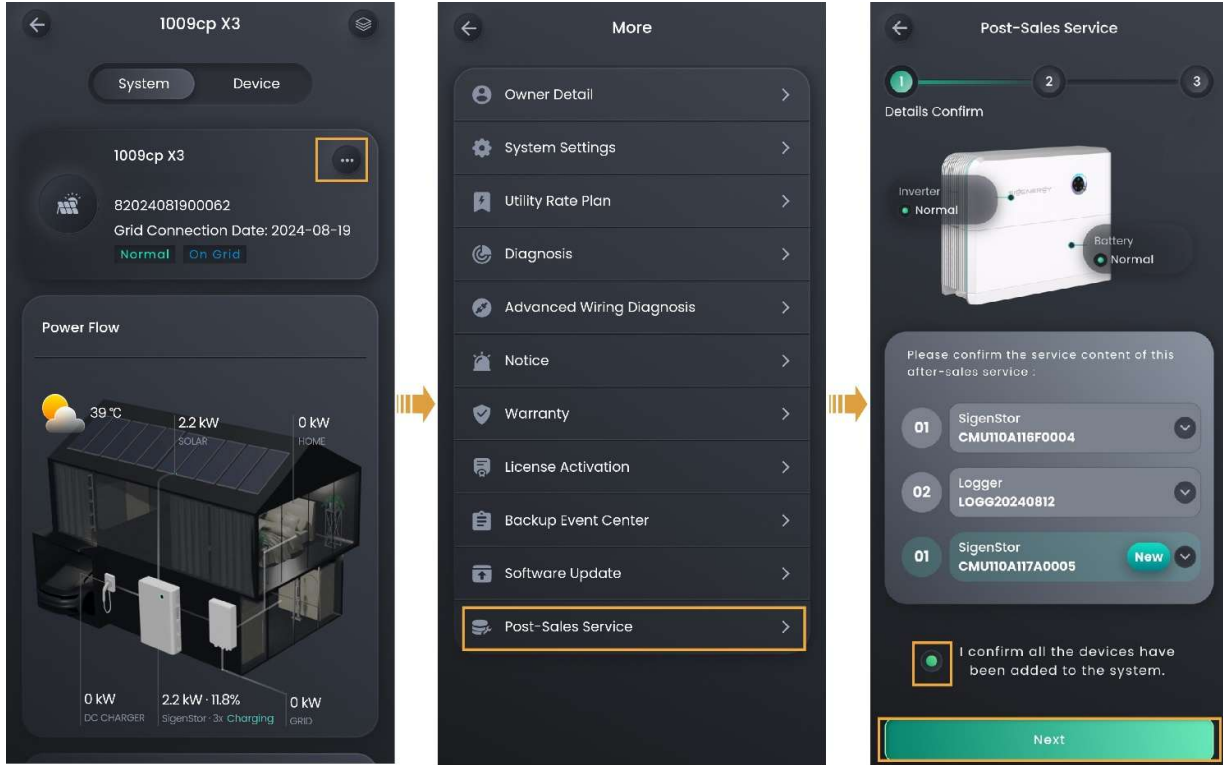 1009cp X3
System
Device
1009cp X3
82024081900062
Grid Connection Date: 2024-08-19
Normal
On Grid
Power Flow
39 ℃
2.2 kW
SOLAR
0 kW
HOME
0 kW
DC CHARGER
2.2 kW · 11.8%
SigenStor · 3x Charging
0 kW
GRID
More
Owner Detail
System Settings
Utility Rate Plan
Diagnosis
Advanced Wiring Diagnosis
Notice
Warranty
License Activation
Backup Event Center
Software Update
Post-Sales Service
Post-Sales Service
1
2
3
Details Confirm
Inverter
Normal
Battery
Normal
Please confirm the service content of this
after-sales service :
01
SigenStor
CMU110A116F0004
02
Logger
LOGG20240812
01
SigenStor
CMU110A117A0005
New
I confirm all the devices have
been added to the system.
Next